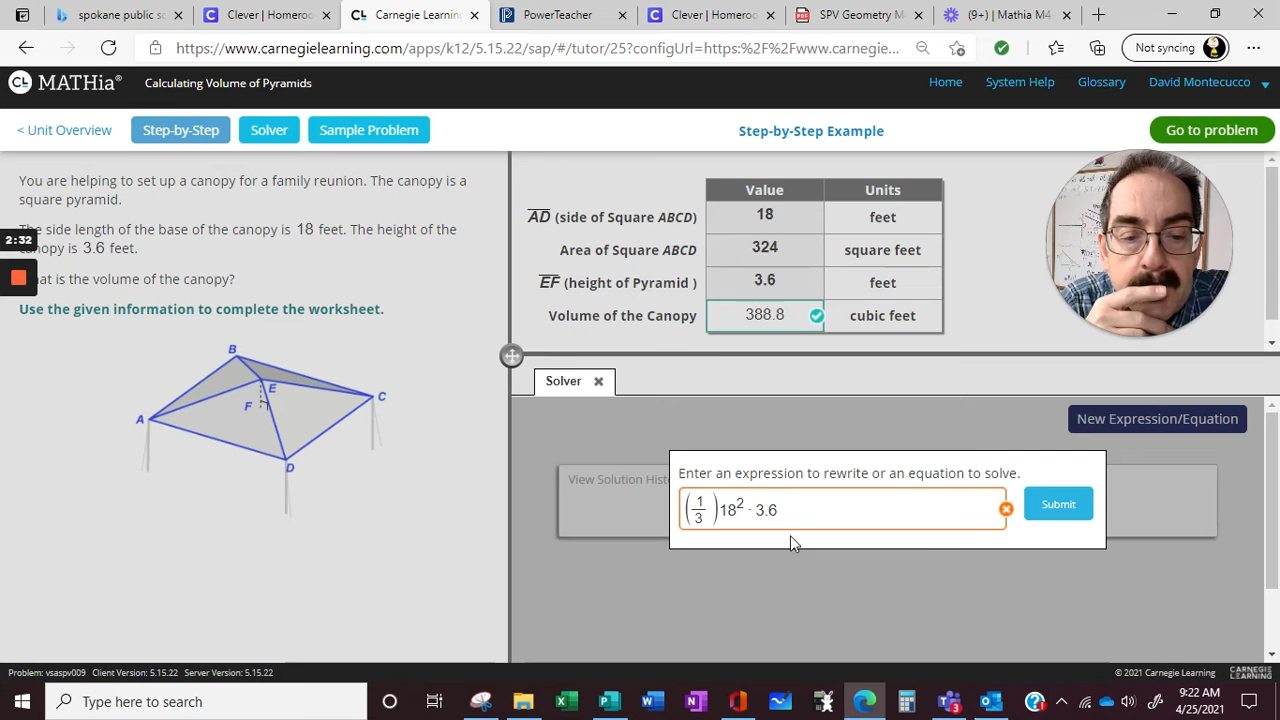 spokane public sc
Clever | Homeroo
Carnegie Learning
PowerTeacher
Clever | Homeroo
SPV Geometry M
(9+) | Mathia M4
https://www.carnegielearning.com/apps/k12/5.15.22/sap/#/tutor/25?configUrl=https:%2F%2Fwww.carnegie...
Not syncing
CL MATHia®
Calculating Volume of Pyramids
Home
System Help
Glossary
David Montecucco
< Unit Overview
Step-by-Step
Solver
Sample Problem
Step-by-Step Example
Go to problem
You are helping to set up a canopy for a family reunion. The canopy is a
square pyramid.
The side length of the base of the canopy is 18 feet. The height of the
canopy is 3.6 feet.
2:32
What is the volume of the canopy?
Use the given information to complete the worksheet.
B
E
C
F
A
D
Value Units
AD (side of Square ABCD) 18 feet
Area of Square ABCD 324 square feet
EF (height of Pyramid ) 3.6 feet
Volume of the Canopy 388.8 cubic feet
Solver
New Expression/Equation
View Solution Histo
Enter an expression to rewrite or an equation to solve.
(1/3)18² · 3.6
Submit
Problem: vsaspv009 Client Version: 5.15.22 Server Version: 5.15.22
© 2021 Carnegie Learning
CARNEGIE LEARNING
Type here to search
3
9:22 AM
4/25/2021